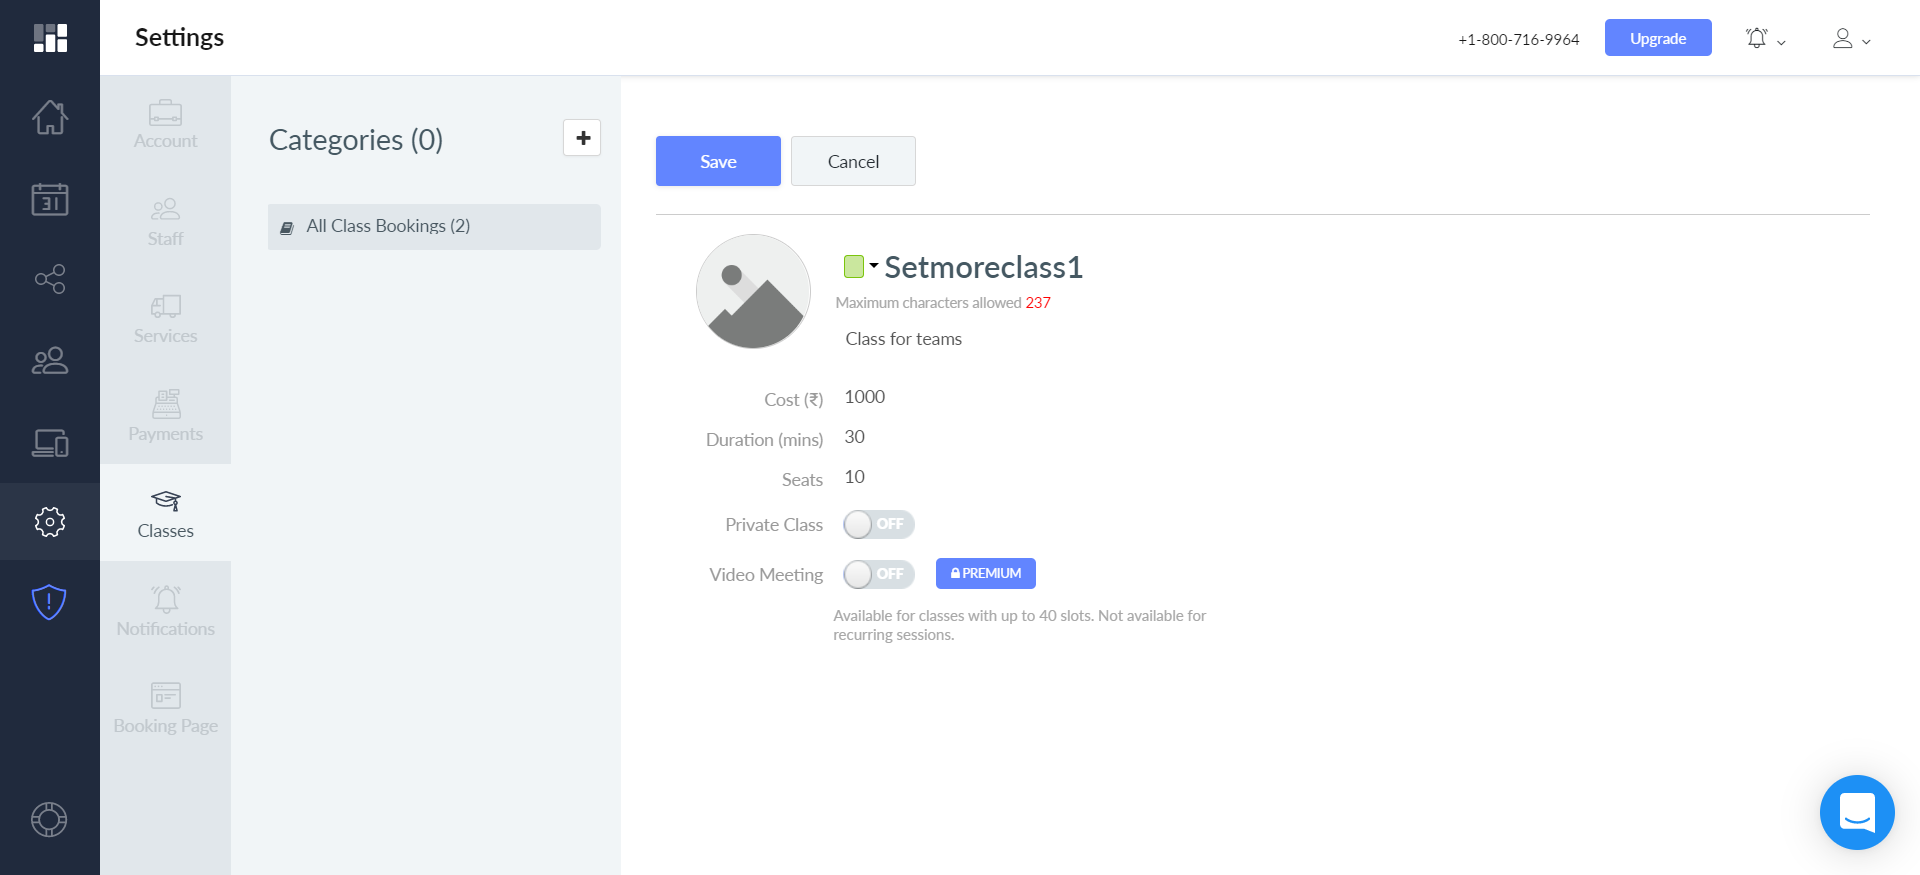 Settings
+1-800-716-9964
Upgrade
31
Account
Staff
Services
Payments
Classes
Notifications
Booking Page
Categories (0)
+
All Class Bookings (2)
Save
Cancel
Setmoreclass1
Maximum characters allowed 237
Class for teams
Cost (₹) 1000
Duration (mins) 30
Seats 10
Private Class OFF
Video Meeting OFF PREMIUM
Available for classes with up to 40 slots. Not available for
recurring sessions.